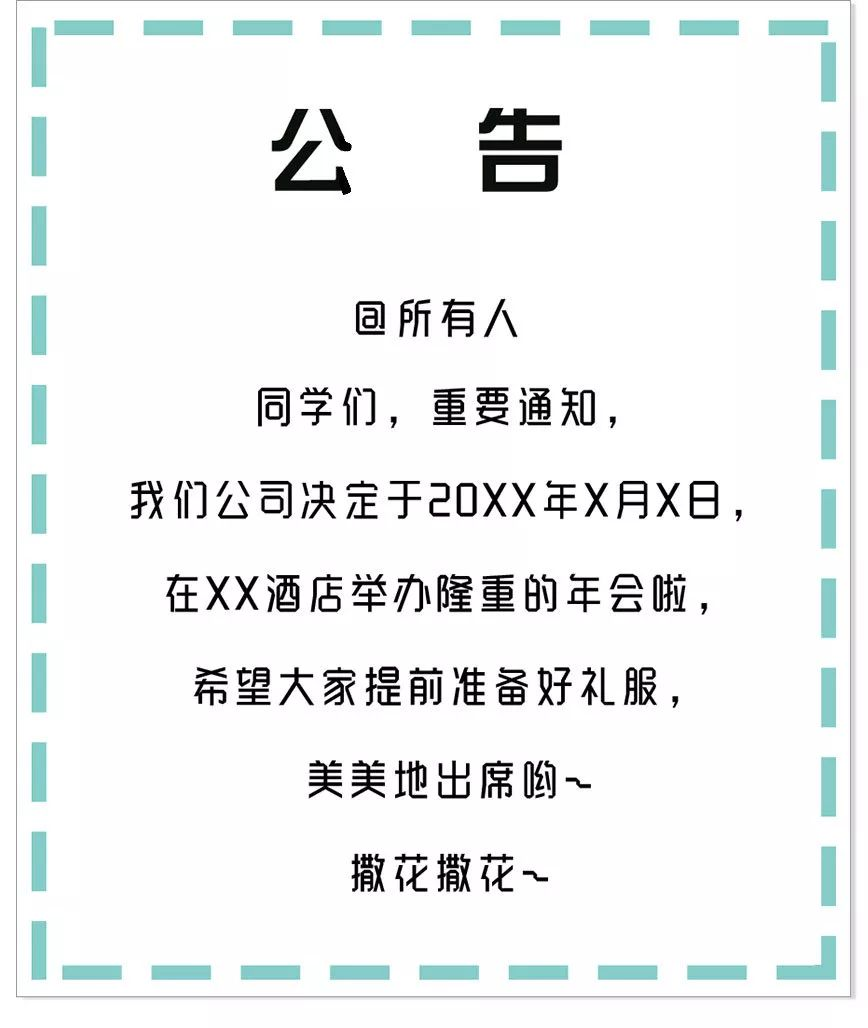 公 告
@所有人
同学们，重要通知，
我们公司决定于20XX年X月X日，
在XX酒店举办隆重的年会啦，
希望大家提前准备好礼服，
美美地出席哟~
撒花撒花~